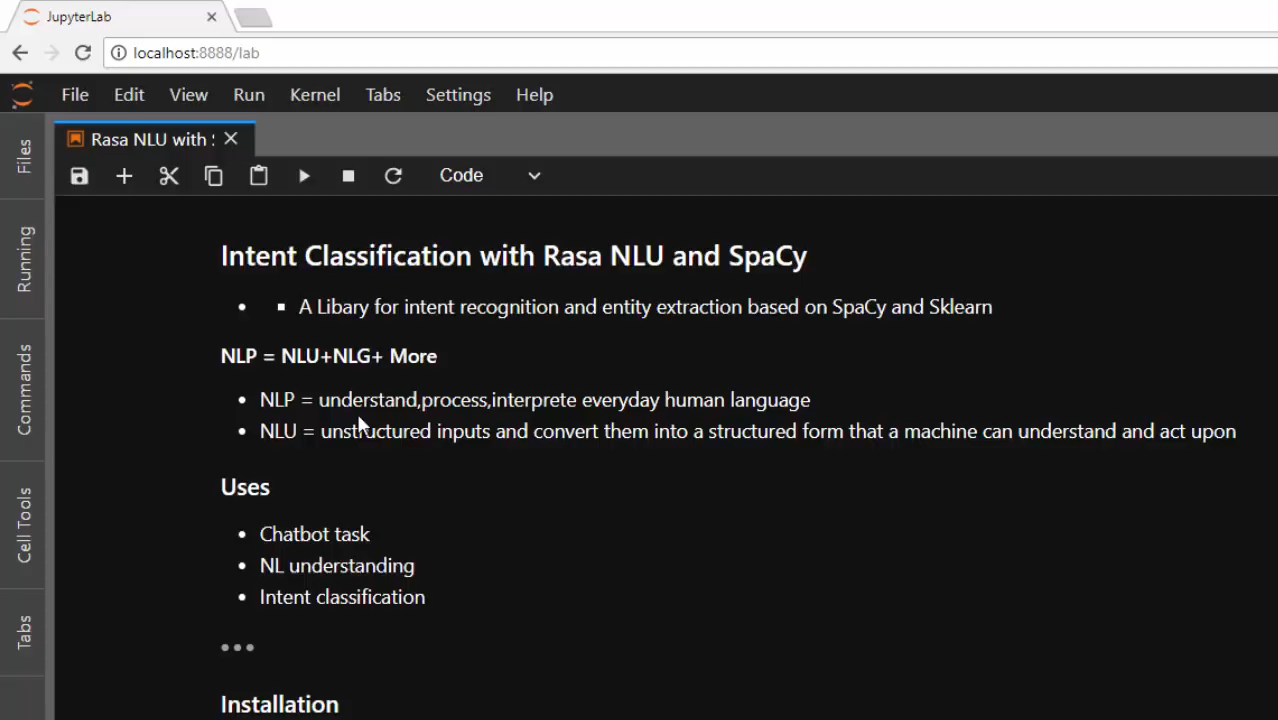 JupyterLab
localhost:8888/lab
File Edit View Run Kernel Tabs Settings Help
Rasa NLU with S
Code
Files
Running
Commands
Cell Tools
Tabs
Intent Classification with Rasa NLU and SpaCy
A Libary for intent recognition and entity extraction based on SpaCy and Sklearn
NLP = NLU+NLG+ More
NLP = understand,process,interprete everyday human language
NLU = unstructured inputs and convert them into a structured form that a machine can understand and act upon
Uses
Chatbot task
NL understanding
Intent classification
Installation